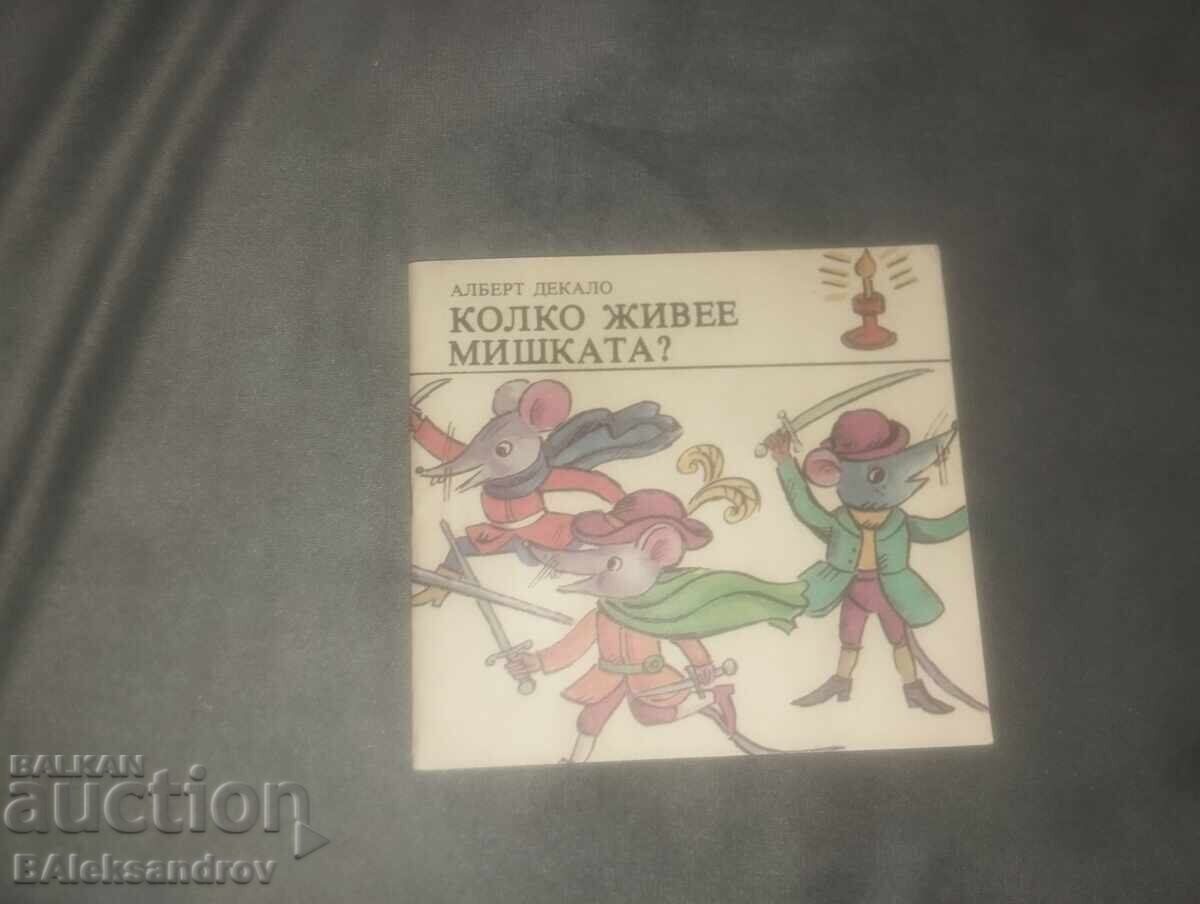 АЛБЕРТ ДЕКАЛО
КОЛКО ЖИВЕЕ
МИШКАТА?
BALKAN
auction
BAleksandrov